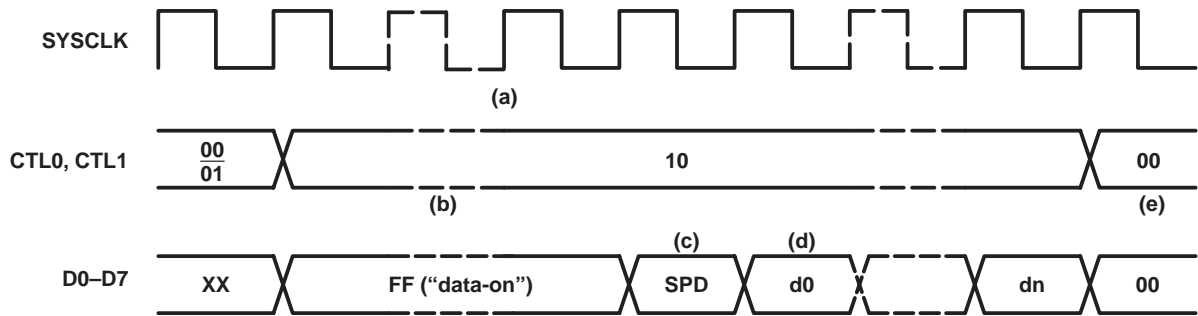 SYSCLK
(a)
CTL0, CTL1
00
01
10
00
(b)
(e)
(c)
(d)
D0–D7
XX
FF ("data-on")
SPD
d0
dn
00